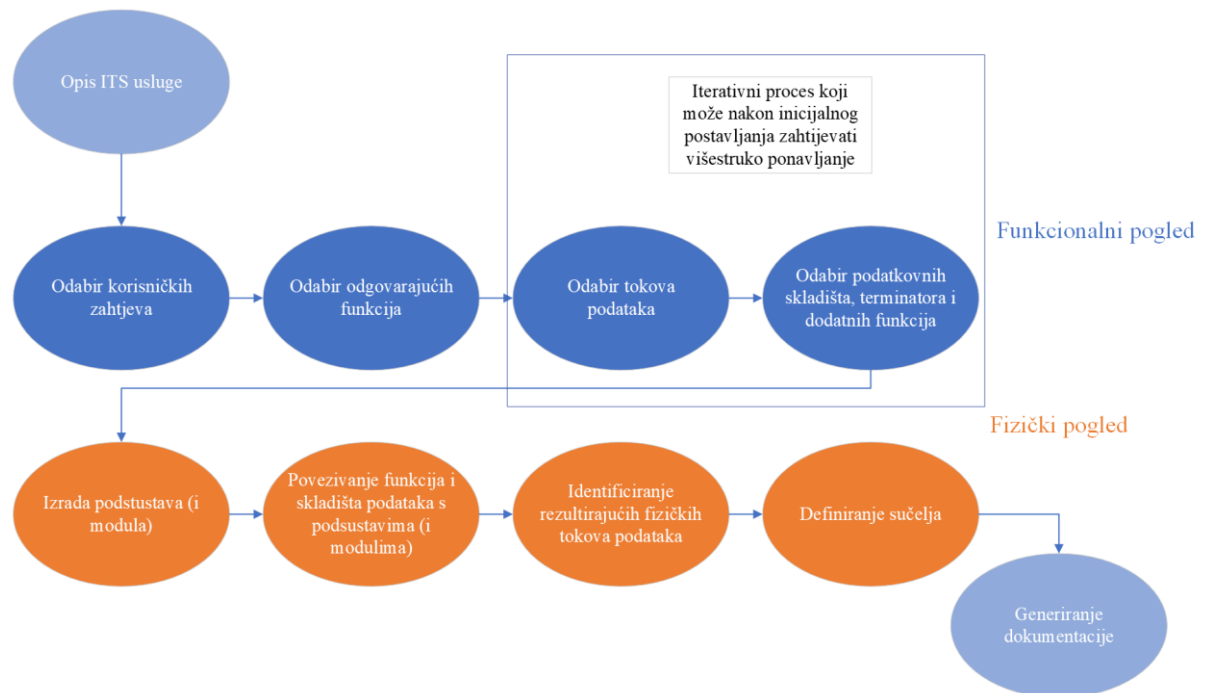 Opis ITS usluge
Iterativni proces koji
može nakon inicijalnog
postavljanja zahtijevati
višestruko ponavljanje
Funkcionalni pogled
Odabir korisničkih
zahtjeva
Odabir odgovarajućih
funkcija
Odabir tokova
podataka
Odabir podatkovnih
skladišta, terminatora i
dodatnih funkcija
Fizički pogled
Izrada podstustava (i
modula)
Povezivanje funkcija i
skladišta podataka s
podsustavima (i
modulima)
Identificiranje
rezultirajućih fizičkih
tokova podataka
Definiranje sučelja
Generiranje
dokumentacije